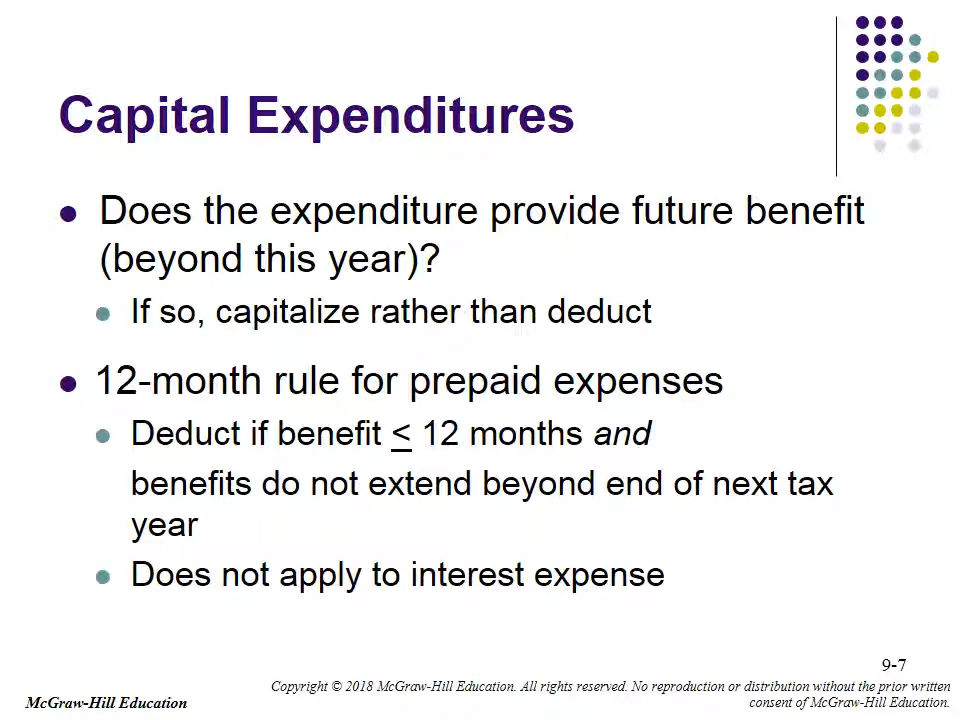 Capital Expenditures
Does the expenditure provide future benefit
(beyond this year)?
If so, capitalize rather than deduct
12-month rule for prepaid expenses
Deduct if benefit < 12 months and
benefits do not extend beyond end of next tax
year
Does not apply to interest expense
9-7
Copyright © 2018 McGraw-Hill Education. All rights reserved. No reproduction or distribution without the prior written
consent of McGraw-Hill Education.
McGraw-Hill Education